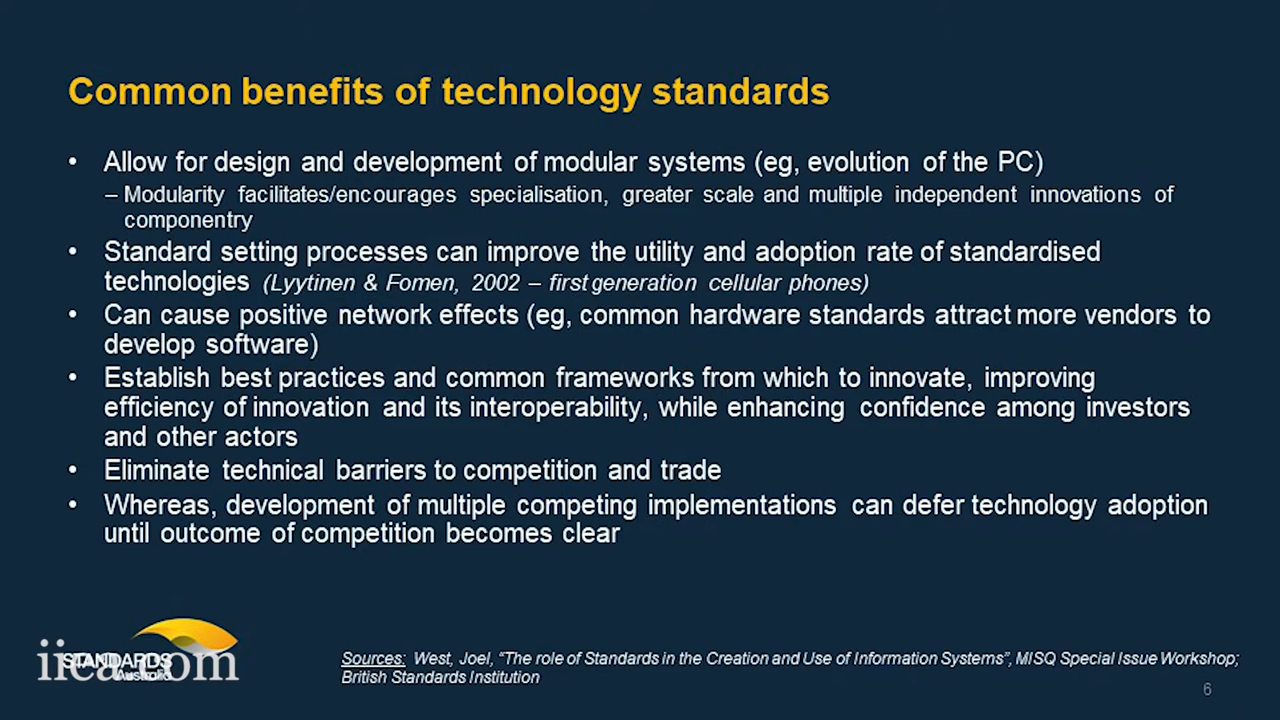 Common benefits of technology standards
• Allow for design and development of modular systems (eg, evolution of the PC)
– Modularity facilitates/encourages specialisation, greater scale and multiple independent innovations of
componentry
• Standard setting processes can improve the utility and adoption rate of standardised
technologies (Lyytinen & Fomen, 2002 – first generation cellular phones)
• Can cause positive network effects (eg, common hardware standards attract more vendors to
develop software)
• Establish best practices and common frameworks from which to innovate, improving
efficiency of innovation and its interoperability, while enhancing confidence among investors
and other actors
• Eliminate technical barriers to competition and trade
• Whereas, development of multiple competing implementations can defer technology adoption
until outcome of competition becomes clear
iiea.com
STANDARDS
Australia
Sources: West, Joel, “The role of Standards in the Creation and Use of Information Systems”, MISQ Special Issue Workshop;
British Standards Institution
6